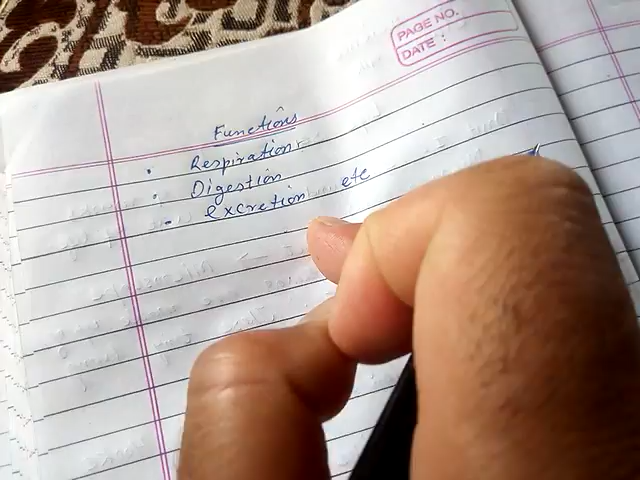 PAGE NO.
DATE :
Functions
• Respiration
• Digestion
• excretion etc